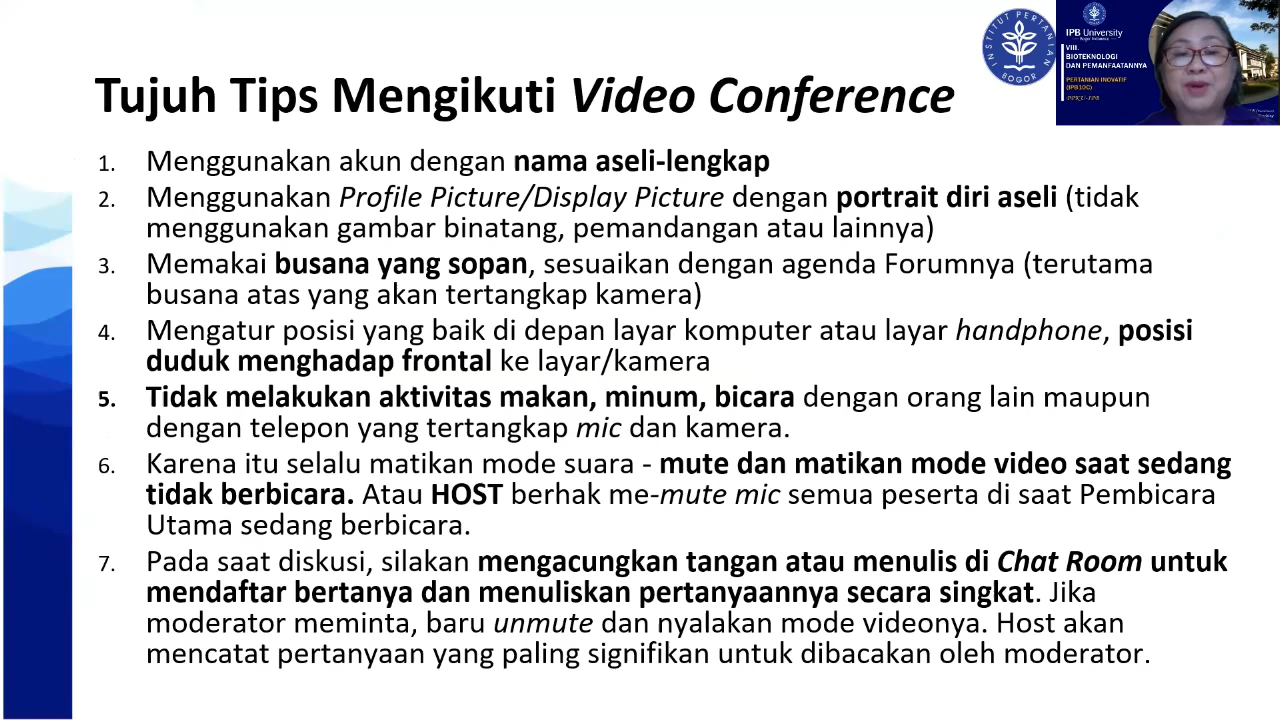 Tujuh Tips Mengikuti Video Conference
1. Menggunakan akun dengan nama aseli-lengkap
2. Menggunakan Profile Picture/Display Picture dengan portrait diri aseli (tidak
menggunakan gambar binatang, pemandangan atau lainnya)
3. Memakai busana yang sopan, sesuaikan dengan agenda Forumnya (terutama
busana atas yang akan tertangkap kamera)
4. Mengatur posisi yang baik di depan layar komputer atau layar handphone, posisi
duduk menghadap frontal ke layar/kamera
5. Tidak melakukan aktivitas makan, minum, bicara dengan orang lain maupun
dengan telepon yang tertangkap mic dan kamera.
6. Karena itu selalu matikan mode suara - mute dan matikan mode video saat sedang
tidak berbicara. Atau HOST berhak me-mute mic semua peserta di saat Pembicara
Utama sedang berbicara.
7. Pada saat diskusi, silakan mengacungkan tangan atau menulis di Chat Room untuk
mendaftar bertanya dan menuliskan pertanyaannya secara singkat. Jika
moderator meminta, baru unmute dan nyalakan mode videonya. Host akan
mencatat pertanyaan yang paling signifikan untuk dibacakan oleh moderator.
INSTITUT PERTANIAN
BOGOR
IPB University
Bogor Indonesia
VIII.
BIOTEKNOLOGI
DAN PEMANFAATANNYA
PERTANIAN INOVATIF
(IPB10C)